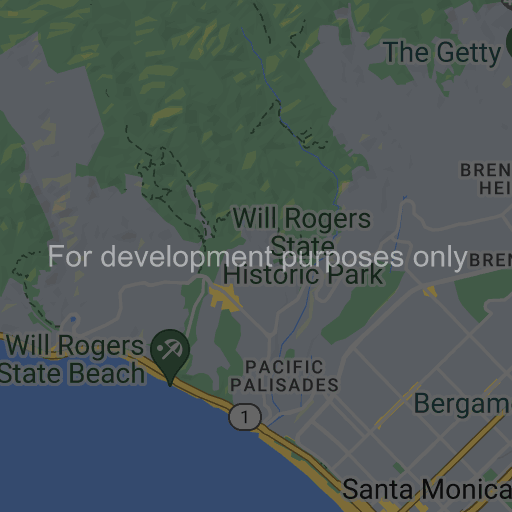 The Getty
BREN
HEI
Will Rogers
State
Historic Park
For development purposes only
BREN
Will Rogers
State Beach
PACIFIC
PALISADES
1
Bergam
Santa Monica